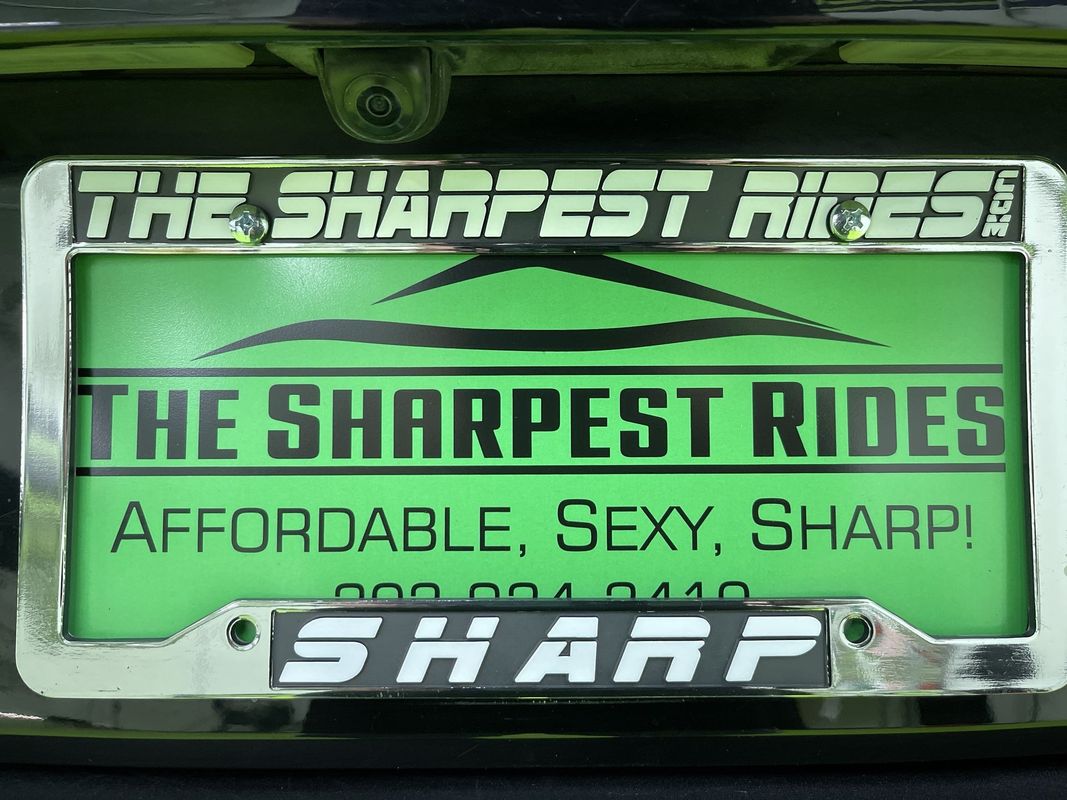 THE SHARPEST RIDES.COM
THE SHARPEST RIDES
AFFORDABLE, SEXY, SHARP!
SHARP